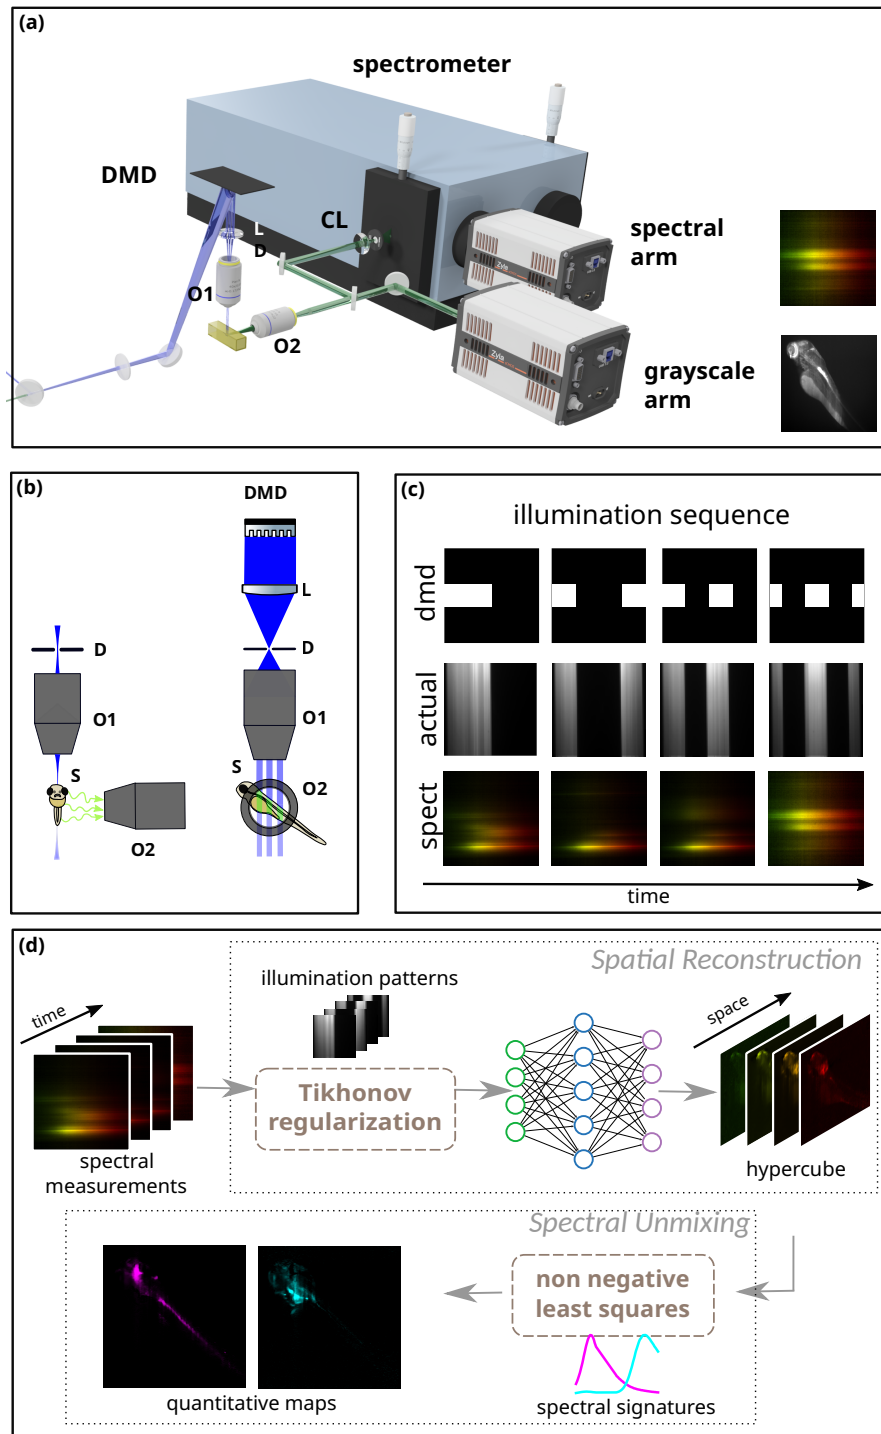 (a)
spectrometer
DMD
L
D
CL
O1
O2
spectral
arm
Zyla
grayscale
arm
Zyla
(b)
DMD
L
D
D
O1
O1
S
S
O2
O2
(c)
illumination sequence
dmd
actual
spect
time
(d)
Spatial Reconstruction
time
illumination patterns
space
Tikhonov
regularization
spectral
measurements
hypercube
Spectral Unmixing
non negative
least squares
quantitative maps
spectral signatures